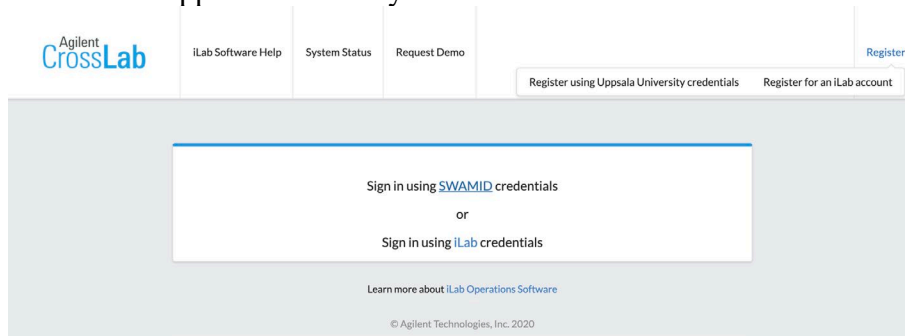 Agilent
CrossLab
iLab Software Help
System Status
Request Demo
Register
Register using Uppsala University credentials
Register for an iLab account
Sign in using SWAMID credentials
or
Sign in using iLab credentials
Learn more about iLab Operations Software
© Agilent Technologies, Inc. 2020